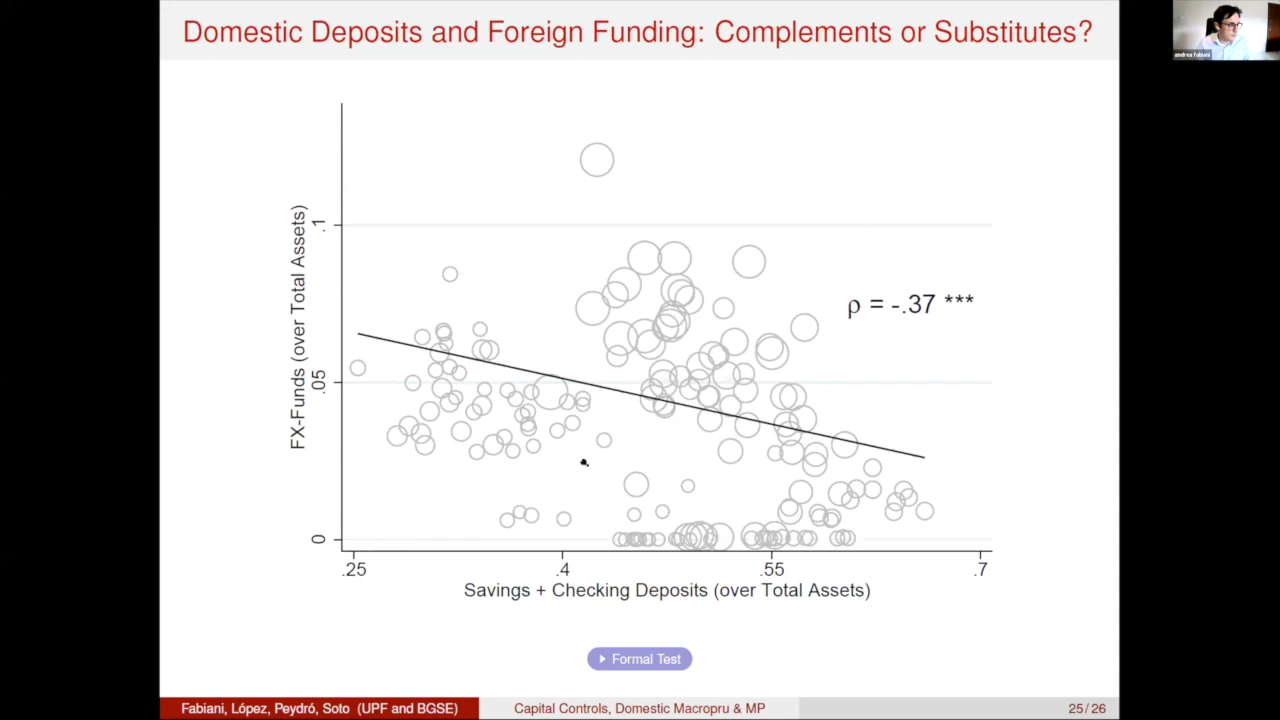 Domestic Deposits and Foreign Funding: Complements or Substitutes?
andrea fabiani
FX-Funds (over Total Assets)
.1
.05
0
ρ = -.37 ***
.25
.4
.55
.7
Savings + Checking Deposits (over Total Assets)
Formal Test
Fabiani, López, Peydró, Soto (UPF and BGSE)
Capital Controls, Domestic Macropru & MP
25 / 26